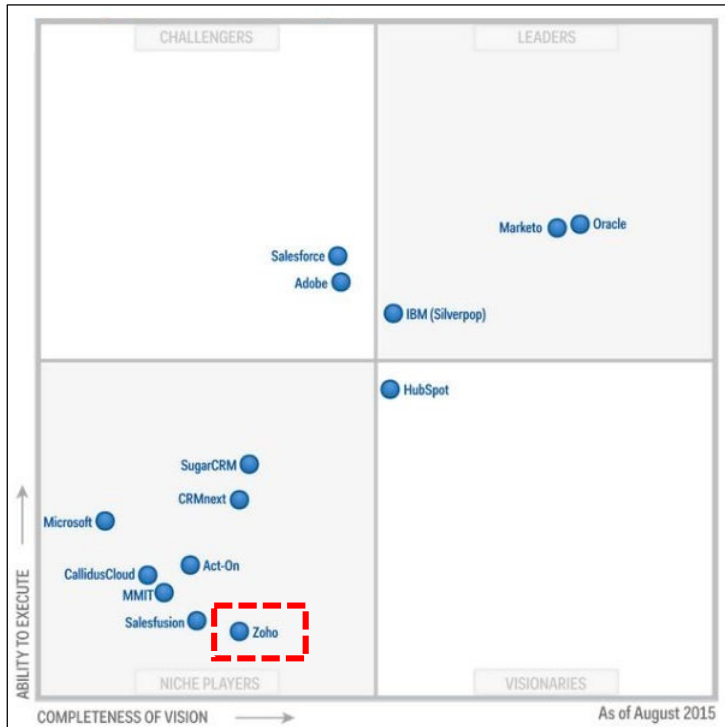 CHALLENGERS
LEADERS
Marketo
Oracle
Salesforce
Adobe
IBM (Silverpop)
HubSpot
SugarCRM
CRMnext
Microsoft
Act-On
CallidusCloud
MMIT
Salesfusion
Zoho
ABILITY TO EXECUTE
NICHE PLAYERS
VISIONARIES
COMPLETENESS OF VISION
As of August 2015